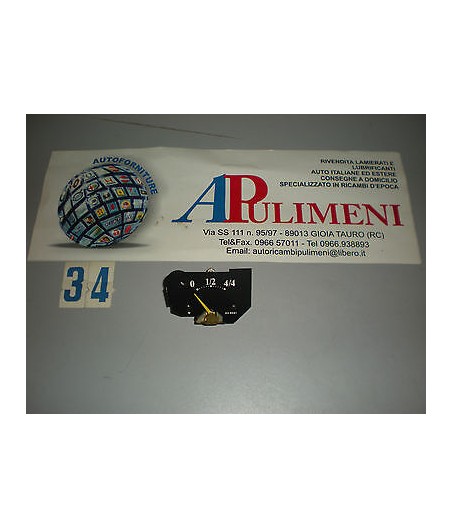 AUTOFORNITURE
RIVENDITA LAMIERATI E
LUBRIFICANTI
AUTO ITALIANE ED ESTERE
CONSEGNE A DOMICILIO
SPECIALIZZATO IN RICAMBI D'EPOCA
APULIMENI
Via SS 111 n. 95/97 - 89013 GIOIA TAURO (RC)
Tel&Fax. 0966 57011 - Tel 0966.938893
Email: autoricambipulimeni@libero.it
34
0 1/2 4/4